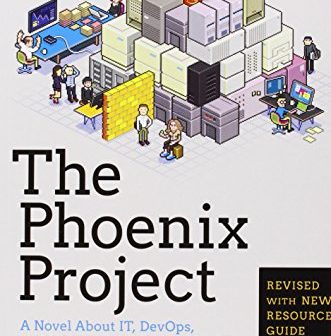 The
Phoenix
Project
A Novel About IT, DevOps,
REVISED
WITH NEW
RESOURCE
GUIDE